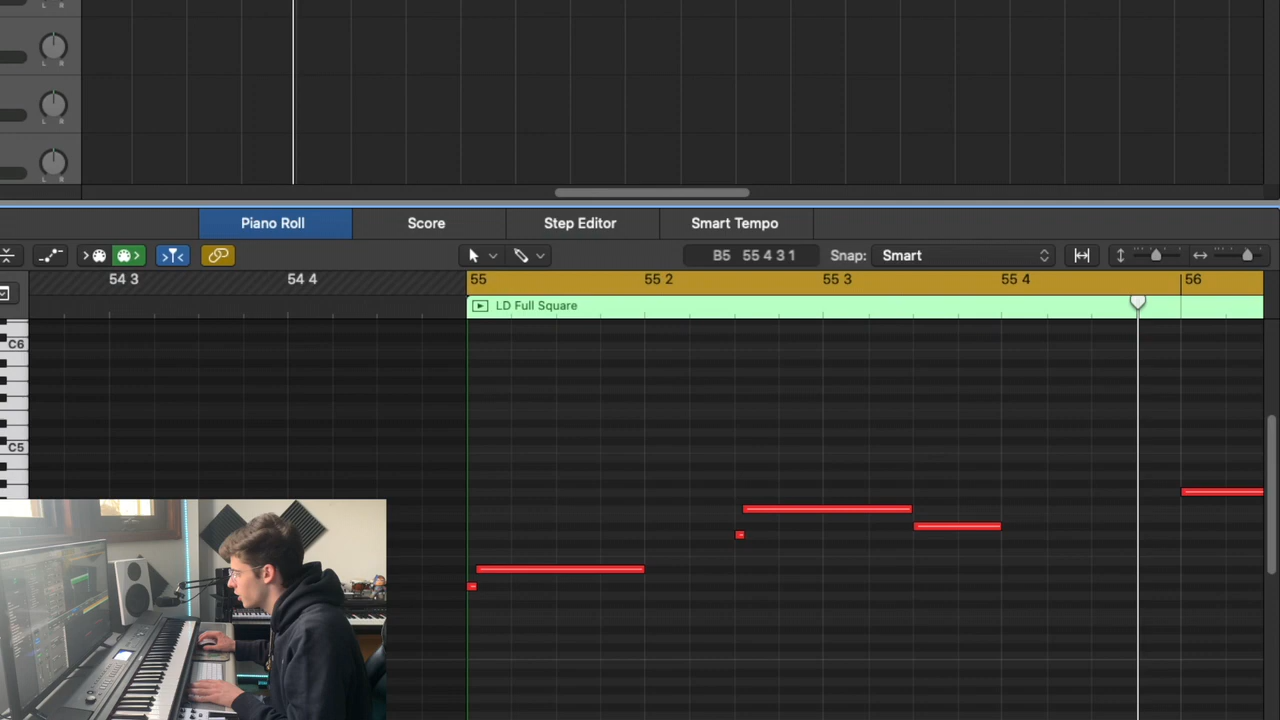 L R
L R
L R
Piano Roll Score Step Editor Smart Tempo
B5 55 4 3 1 Snap: Smart
54 3 54 4 55 55 2 55 3 55 4 56
LD Full Square
C6
C5